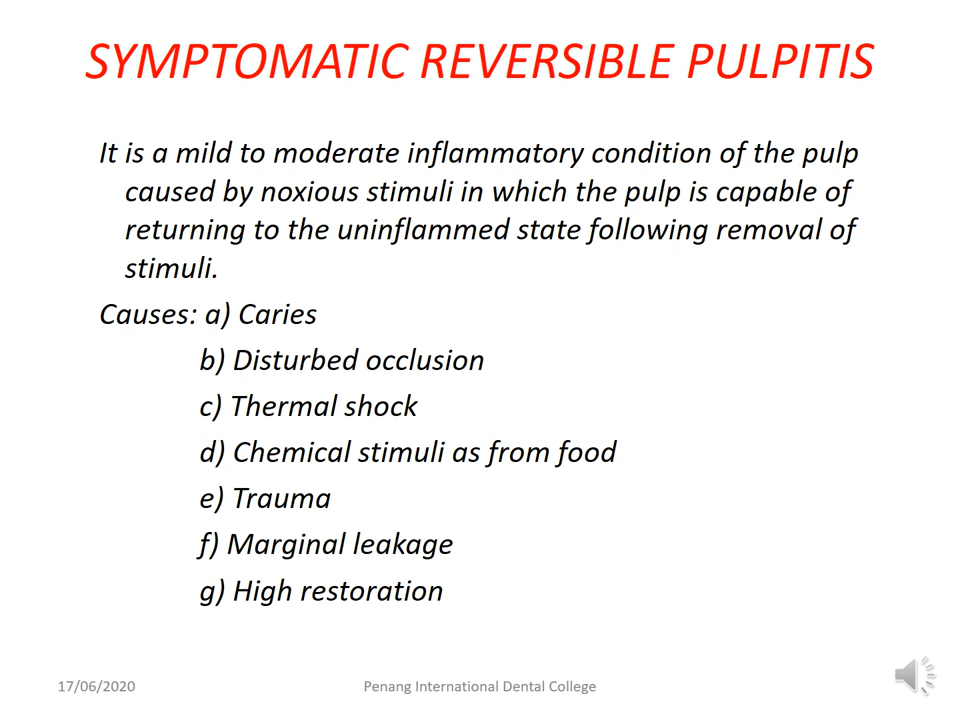 SYMPTOMATIC REVERSIBLE PULPITIS
It is a mild to moderate inflammatory condition of the pulp
caused by noxious stimuli in which the pulp is capable of
returning to the uninflammed state following removal of
stimuli.
Causes: a) Caries
b) Disturbed occlusion
c) Thermal shock
d) Chemical stimuli as from food
e) Trauma
f) Marginal leakage
g) High restoration
17/06/2020 Penang International Dental College